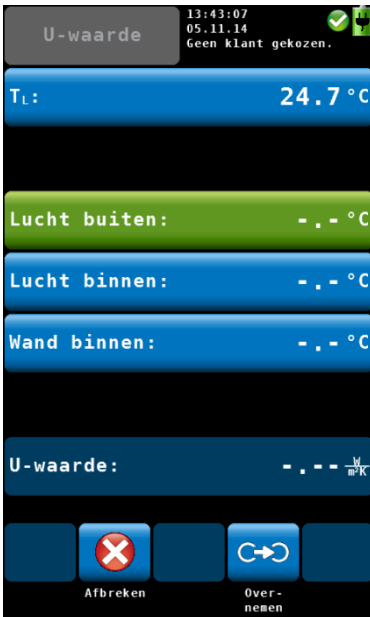 U-waarde
13:43:07
05.11.14
Geen klant gekozen.
TL: 24.7 °C
Lucht buiten: -.- °C
Lucht binnen: -.- °C
Wand binnen: -.- °C
U-waarde: -.-- W/m²K
Afbreken
Over-
nemen